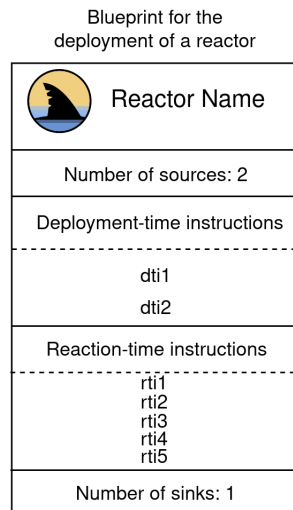 Blueprint for the
deployment of a reactor
Reactor Name
Number of sources: 2
Deployment-time instructions
dti1
dti2
Reaction-time instructions
rti1
rti2
rti3
rti4
rti5
Number of sinks: 1